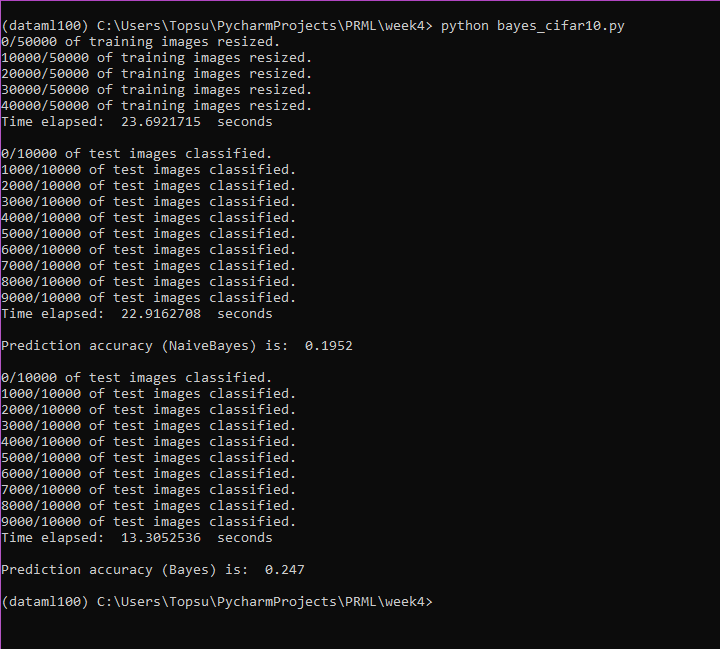 (dataml100) C:\Users\Topsu\PycharmProjects\PRML\week4> python bayes_cifar10.py
0/50000 of training images resized.
10000/50000 of training images resized.
20000/50000 of training images resized.
30000/50000 of training images resized.
40000/50000 of training images resized.
Time elapsed:  23.6921715  seconds

0/10000 of test images classified.
1000/10000 of test images classified.
2000/10000 of test images classified.
3000/10000 of test images classified.
4000/10000 of test images classified.
5000/10000 of test images classified.
6000/10000 of test images classified.
7000/10000 of test images classified.
8000/10000 of test images classified.
9000/10000 of test images classified.
Time elapsed:  22.9162708  seconds

Prediction accuracy (NaiveBayes) is:  0.1952

0/10000 of test images classified.
1000/10000 of test images classified.
2000/10000 of test images classified.
3000/10000 of test images classified.
4000/10000 of test images classified.
5000/10000 of test images classified.
6000/10000 of test images classified.
7000/10000 of test images classified.
8000/10000 of test images classified.
9000/10000 of test images classified.
Time elapsed:  13.3052536  seconds

Prediction accuracy (Bayes) is:  0.247

(dataml100) C:\Users\Topsu\PycharmProjects\PRML\week4>